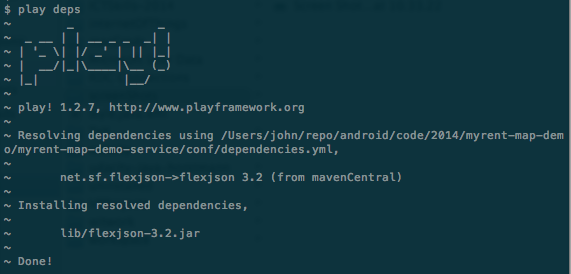 $ play deps
~        _            _
~  _ __ | | __ _ _  _| |
~ | '_ \| |/ _' | || |_|
~ |  __/|_|\____|\__ (_)
~ |_|            |__/
~
~ play! 1.2.7, http://www.playframework.org
~
~ Resolving dependencies using /Users/john/repo/android/code/2014/myrent-map-dem
o/myrent-map-demo-service/conf/dependencies.yml,
~
~       net.sf.flexjson->flexjson 3.2 (from mavenCentral)
~
~ Installing resolved dependencies,
~
~       lib/flexjson-3.2.jar
~
~ Done!